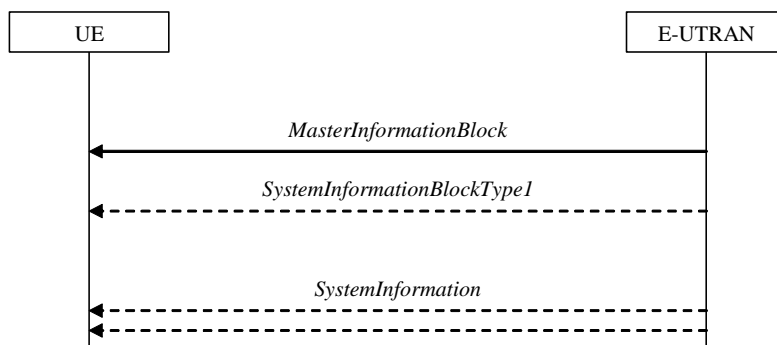 UE
E-UTRAN
MasterInformationBlock
SystemInformationBlockType1
SystemInformation